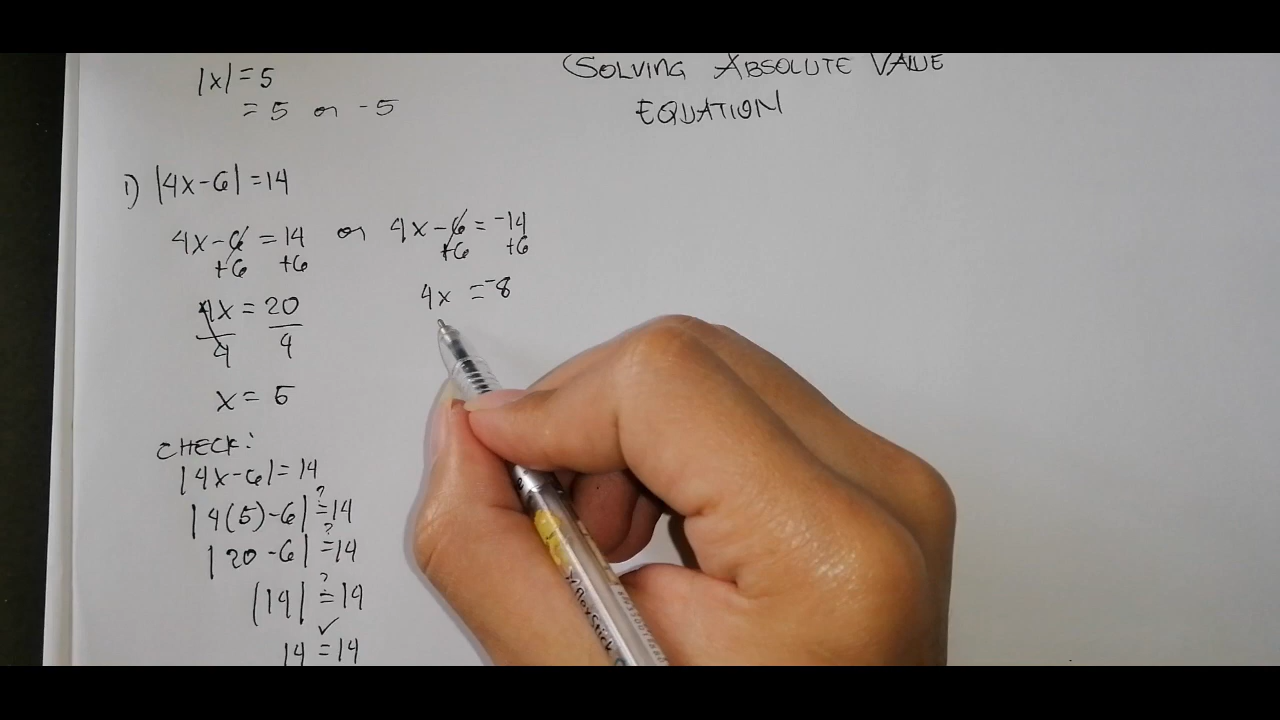 |x| = 5
= 5 or -5
SOLVING ABSOLUTE VALUE
EQUATION
1) |4x-6| = 14
4x-6 = 14 or 4x-6 = -14
+6 +6 +6 +6
4x = 20 4x = -8
4 4
x = 5
CHECK:
|4x-6| = 14
|4(5)-6| ?= 14
|20-6| ?= 14
|14| ?= 14
14 =✓ 14
FlexStick